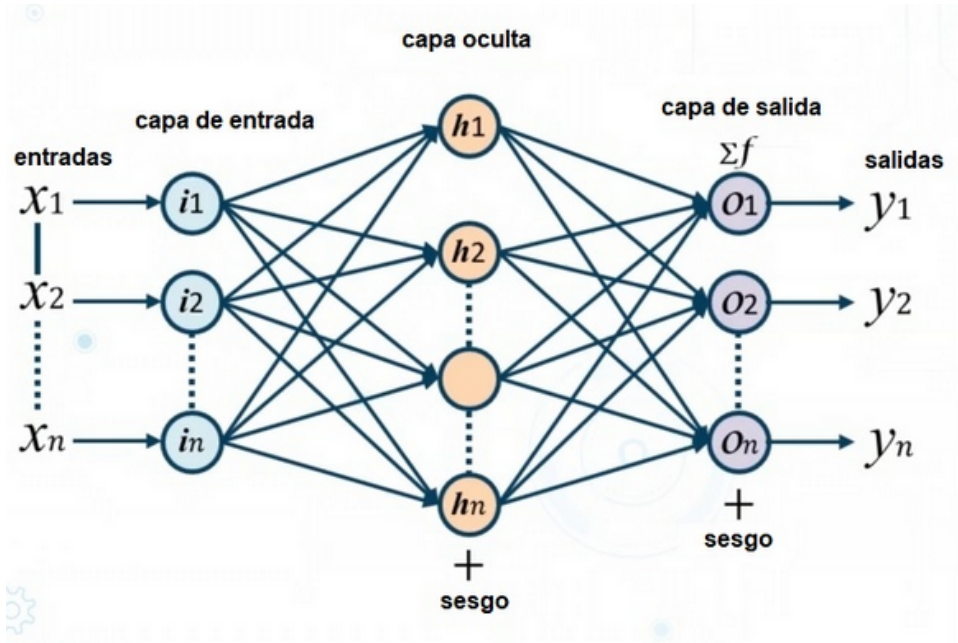 capa oculta
capa de entrada
capa de salida
entradas
Σf
salidas
x1
i1
h1
o1
y1
x2
i2
h2
o2
y2
xn
in
hn
on
yn
+
sesgo
+
sesgo